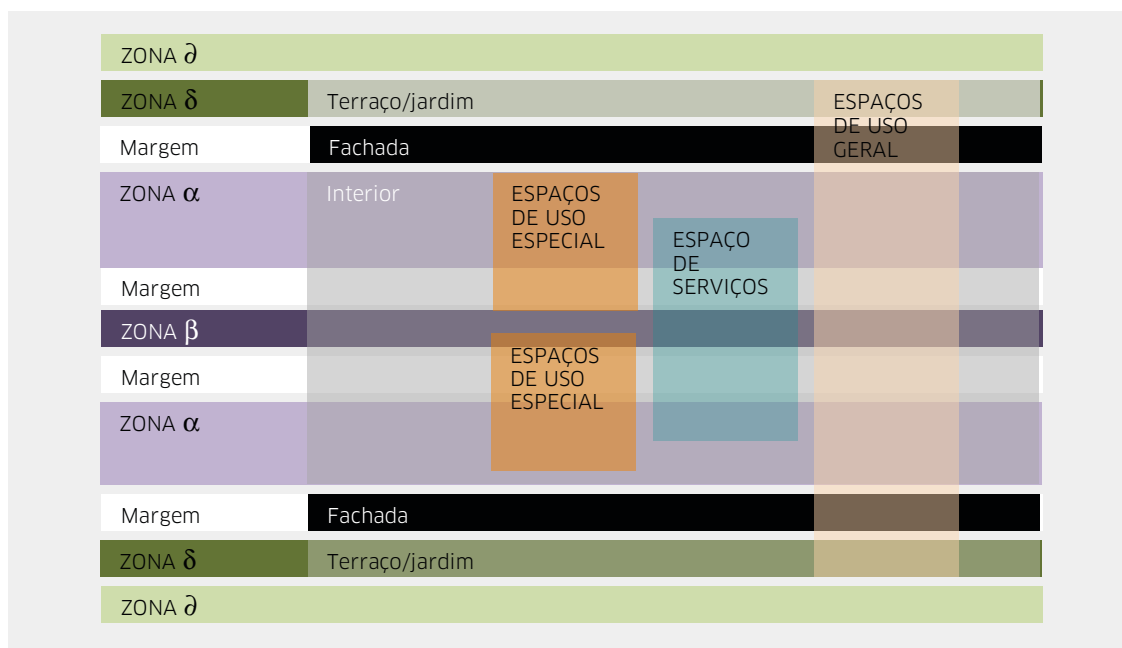 ZONA ∂
ZONA δ
Terraço/jardim
ESPAÇOS
DE USO
GERAL
Margem
Fachada
ZONA α
Interior
ESPAÇOS
DE USO
ESPECIAL
ESPAÇO
DE
SERVIÇOS
Margem
ZONA β
Margem
ESPAÇOS
DE USO
ESPECIAL
ZONA α
Margem
Fachada
ZONA δ
Terraço/jardim
ZONA ∂